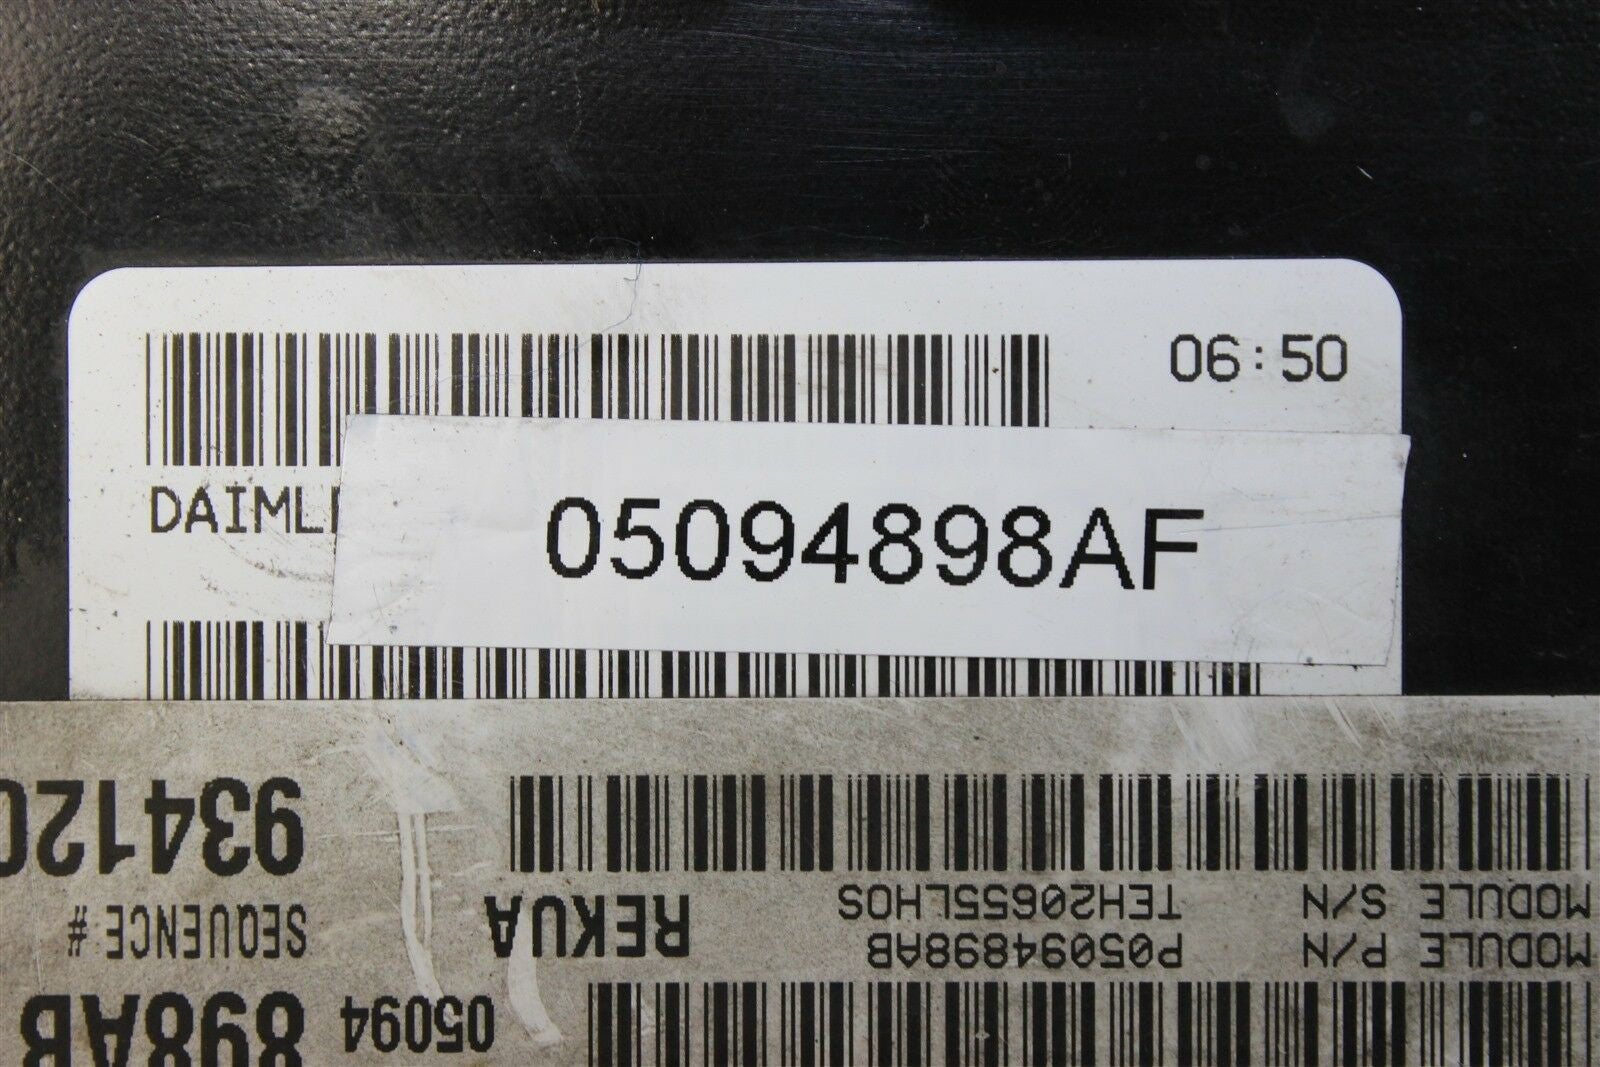 06:50
DAIML
05094898AF
05094 898AB
MODULE P/N P05094898AB
MODULE S/N TEH20655LHOS
REKUA
SEQUENCE #
934120